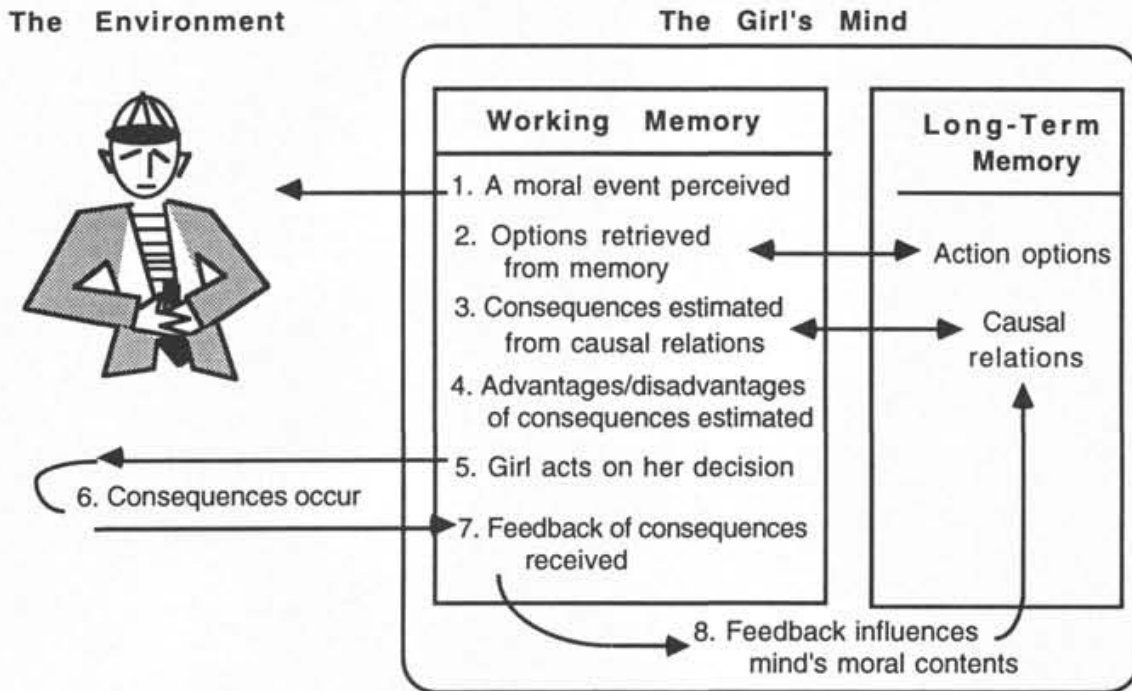 The Environment
The Girl's Mind
Working Memory
1. A moral event perceived
2. Options retrieved
from memory
3. Consequences estimated
from causal relations
4. Advantages/disadvantages
of consequences estimated
5. Girl acts on her decision
6. Consequences occur
7. Feedback of consequences
received
8. Feedback influences
mind's moral contents
Long-Term
Memory
Action options
Causal
relations